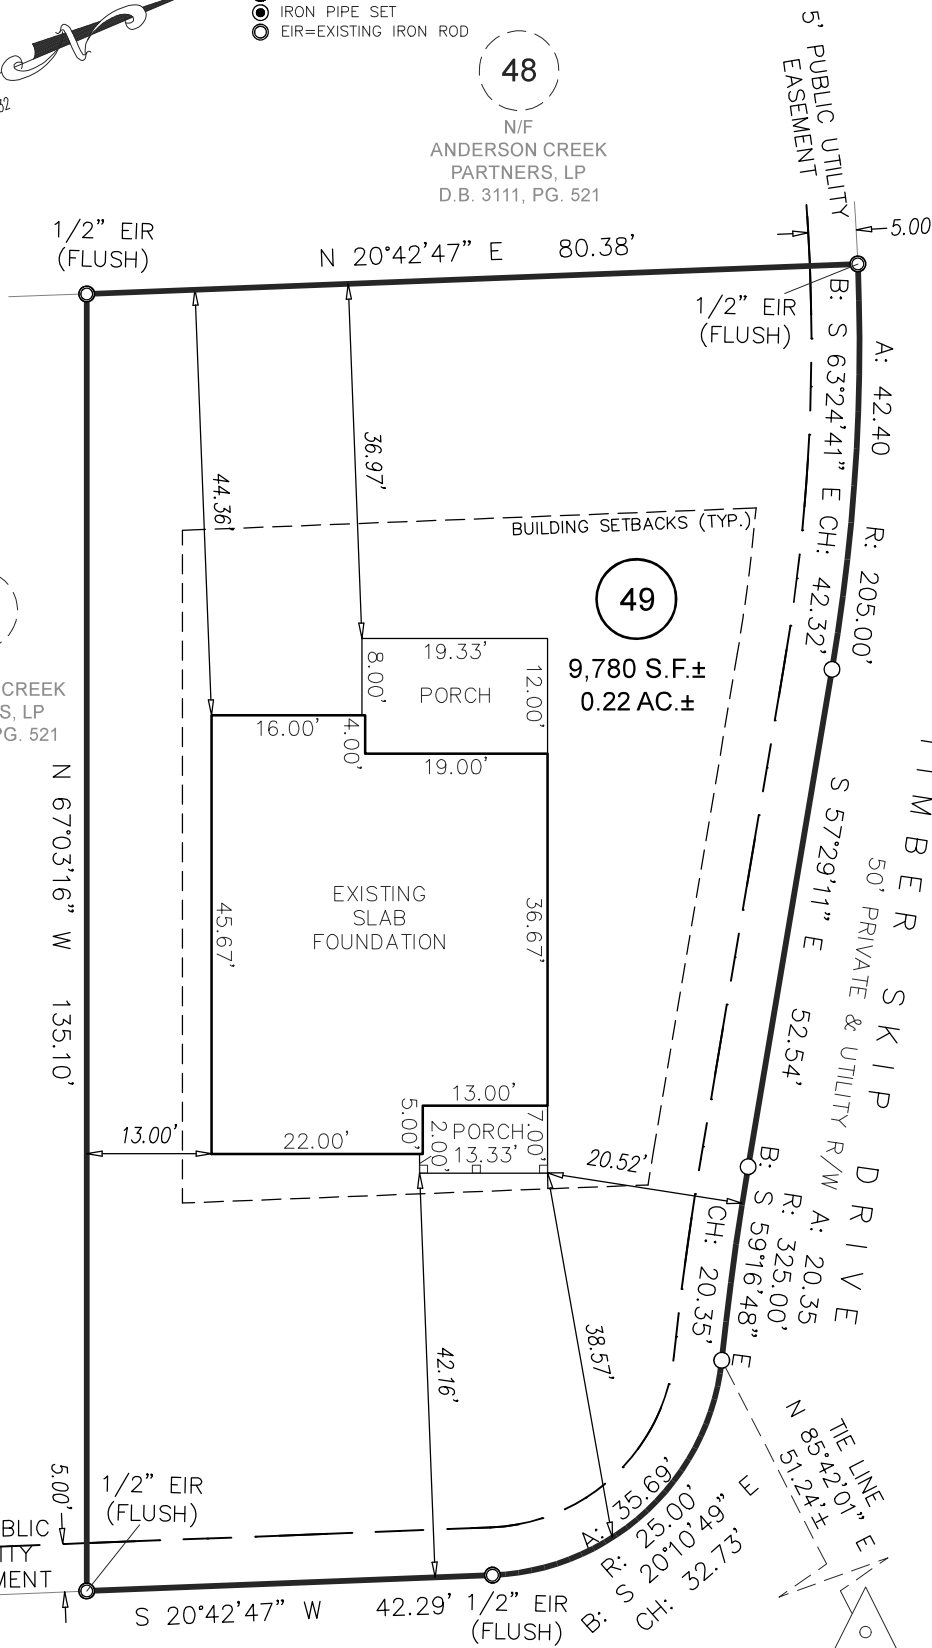 IRON PIPE SET
EIR=EXISTING IRON ROD
N
48
N/F
ANDERSON CREEK
PARTNERS, LP
D.B. 3111, PG. 521
5' PUBLIC UTILITY
EASEMENT
5.00
1/2" EIR
(FLUSH)
N 20°42'47" E 80.38'
1/2" EIR
(FLUSH)
B: S 63°24'41" E CH: 42.32'
A: 42.40 R: 205.00'
44.36'
36.97'
BUILDING SETBACKS (TYP.)
49
9,780 S.F.±
0.22 AC.±
19.33'
8.00'
PORCH
12.00'
16.00'
4.00'
19.00'
CREEK
S, LP
PG. 521
N 67°03'16" W 135.10'
EXISTING
SLAB
FOUNDATION
45.67'
36.67'
S 57°29'11" E 52.54'
TIMBER SKIP DRIVE
50' PRIVATE & UTILITY R/W
13.00'
5.00'
2.00'
PORCH
13.33'
7.00'
22.00'
13.00'
20.52'
B: S 59°16'48" E
CH: 20.35'
R: 325.00'
A: 20.35
42.16'
38.57'
TIE LINE
N 85°42'01" E
51.24'±
A: 35.69'
R: 25.00'
B: S 20°10'49" E
CH: 32.73'
5.00'
1/2" EIR
(FLUSH)
BLIC
ITY
MENT
S 20°42'47" W 42.29'
1/2" EIR
(FLUSH)